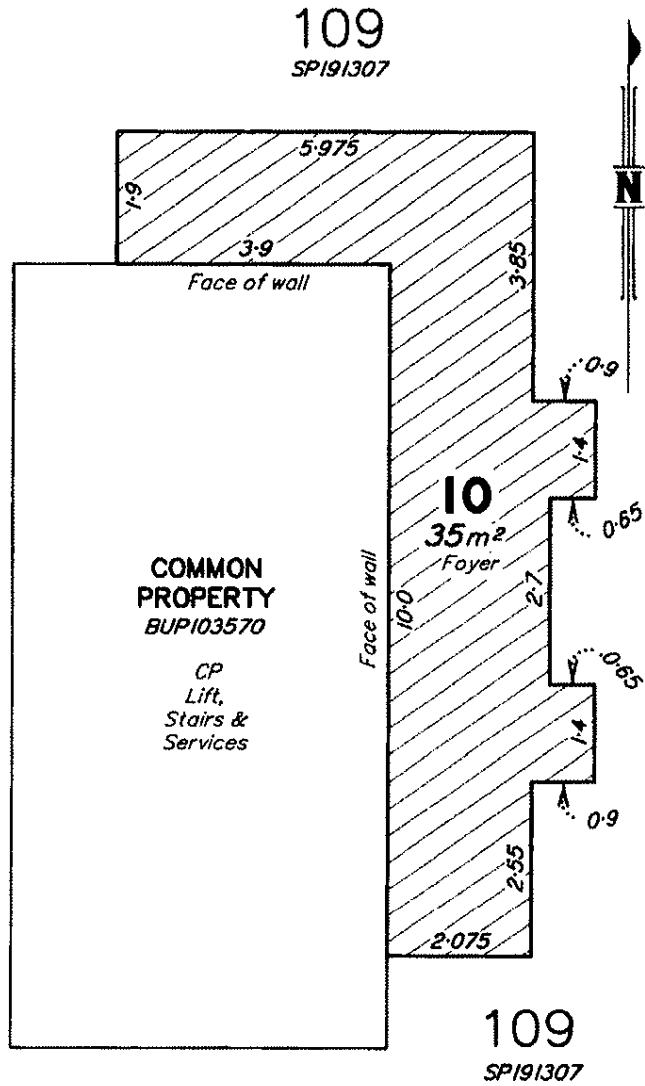 109
SP191307
N
5·975
1·9
3·9
Face of wall
3·85
0·9
1·4
10
35m²
Foyer
0·65
COMMON
PROPERTY
BUP103570
Face of wall
10·0
2·7
CP
Lift,
Stairs &
Services
0·65
1·4
0·9
2·55
2·075
109
SP191307